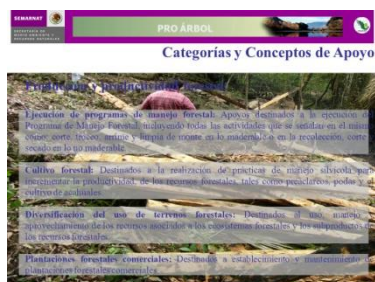 SEMARNAT
SECRETARÍA DE
MEDIO AMBIENTE Y
RECURSOS NATURALES
PRO ÁRBOL
Categorías y Conceptos de Apoyo
Producción y productividad forestal
Ejecución de programas de manejo forestal: Apoyos destinados a la ejecución d
Programa de Manejo Forestal, incluyendo todas las actividades que se señalan en el mism
como: corte, troceo, arrime y limpia de monte en lo maderable o en la recolección, corte
secado en lo no maderable.
Cultivo forestal: Destinados a la realización de prácticas de manejo silvícola para
incrementar la productividad de los recursos forestales, tales como preaclareos, podas y el
cultivo de acahuales.
Diversificación del uso de terrenos forestales: Destinados al uso, manejo
aprovechamiento de los recursos asociados a los ecosistemas forestales y los subproductos de
los recursos forestales.
Plantaciones forestales comerciales: Destinados a establecimiento y mantenimiento de
plantaciones forestales comerciales